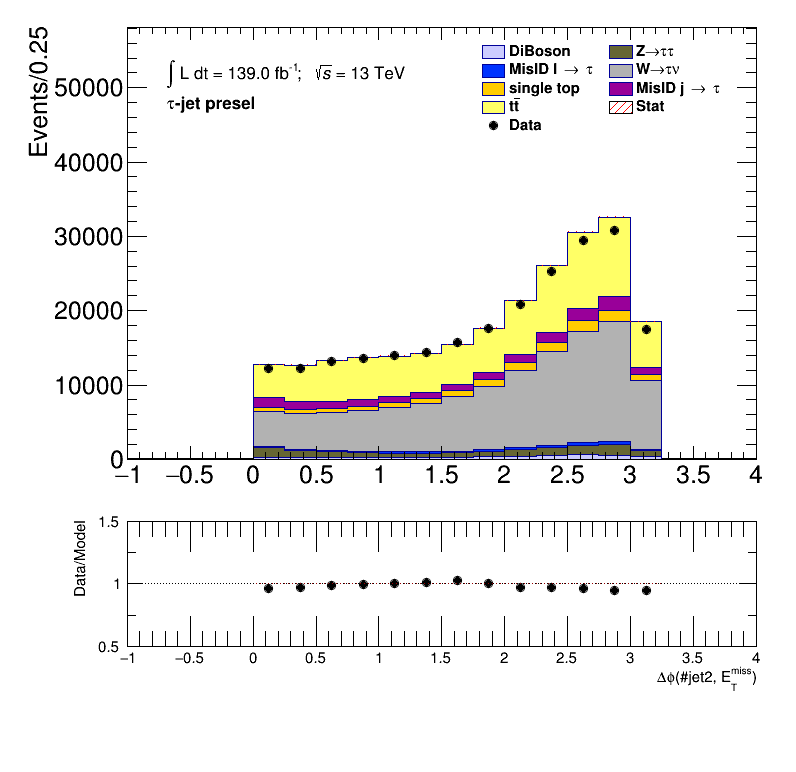 Events/0.25
∫ L dt = 139.0 fb⁻¹; √s = 13 TeV
τ-jet presel
DiBoson
MisID l → τ
single top
tt̄
Data
Z→ττ
W→τν
MisID j → τ
Stat
50000
40000
30000
20000
10000
0
−1 −0.5 0 0.5 1 1.5 2 2.5 3 3.5 4
Data/Model
1.5
1
0.5
−1 −0.5 0 0.5 1 1.5 2 2.5 3 3.5 4
Δϕ(#jet2, E_T^miss)